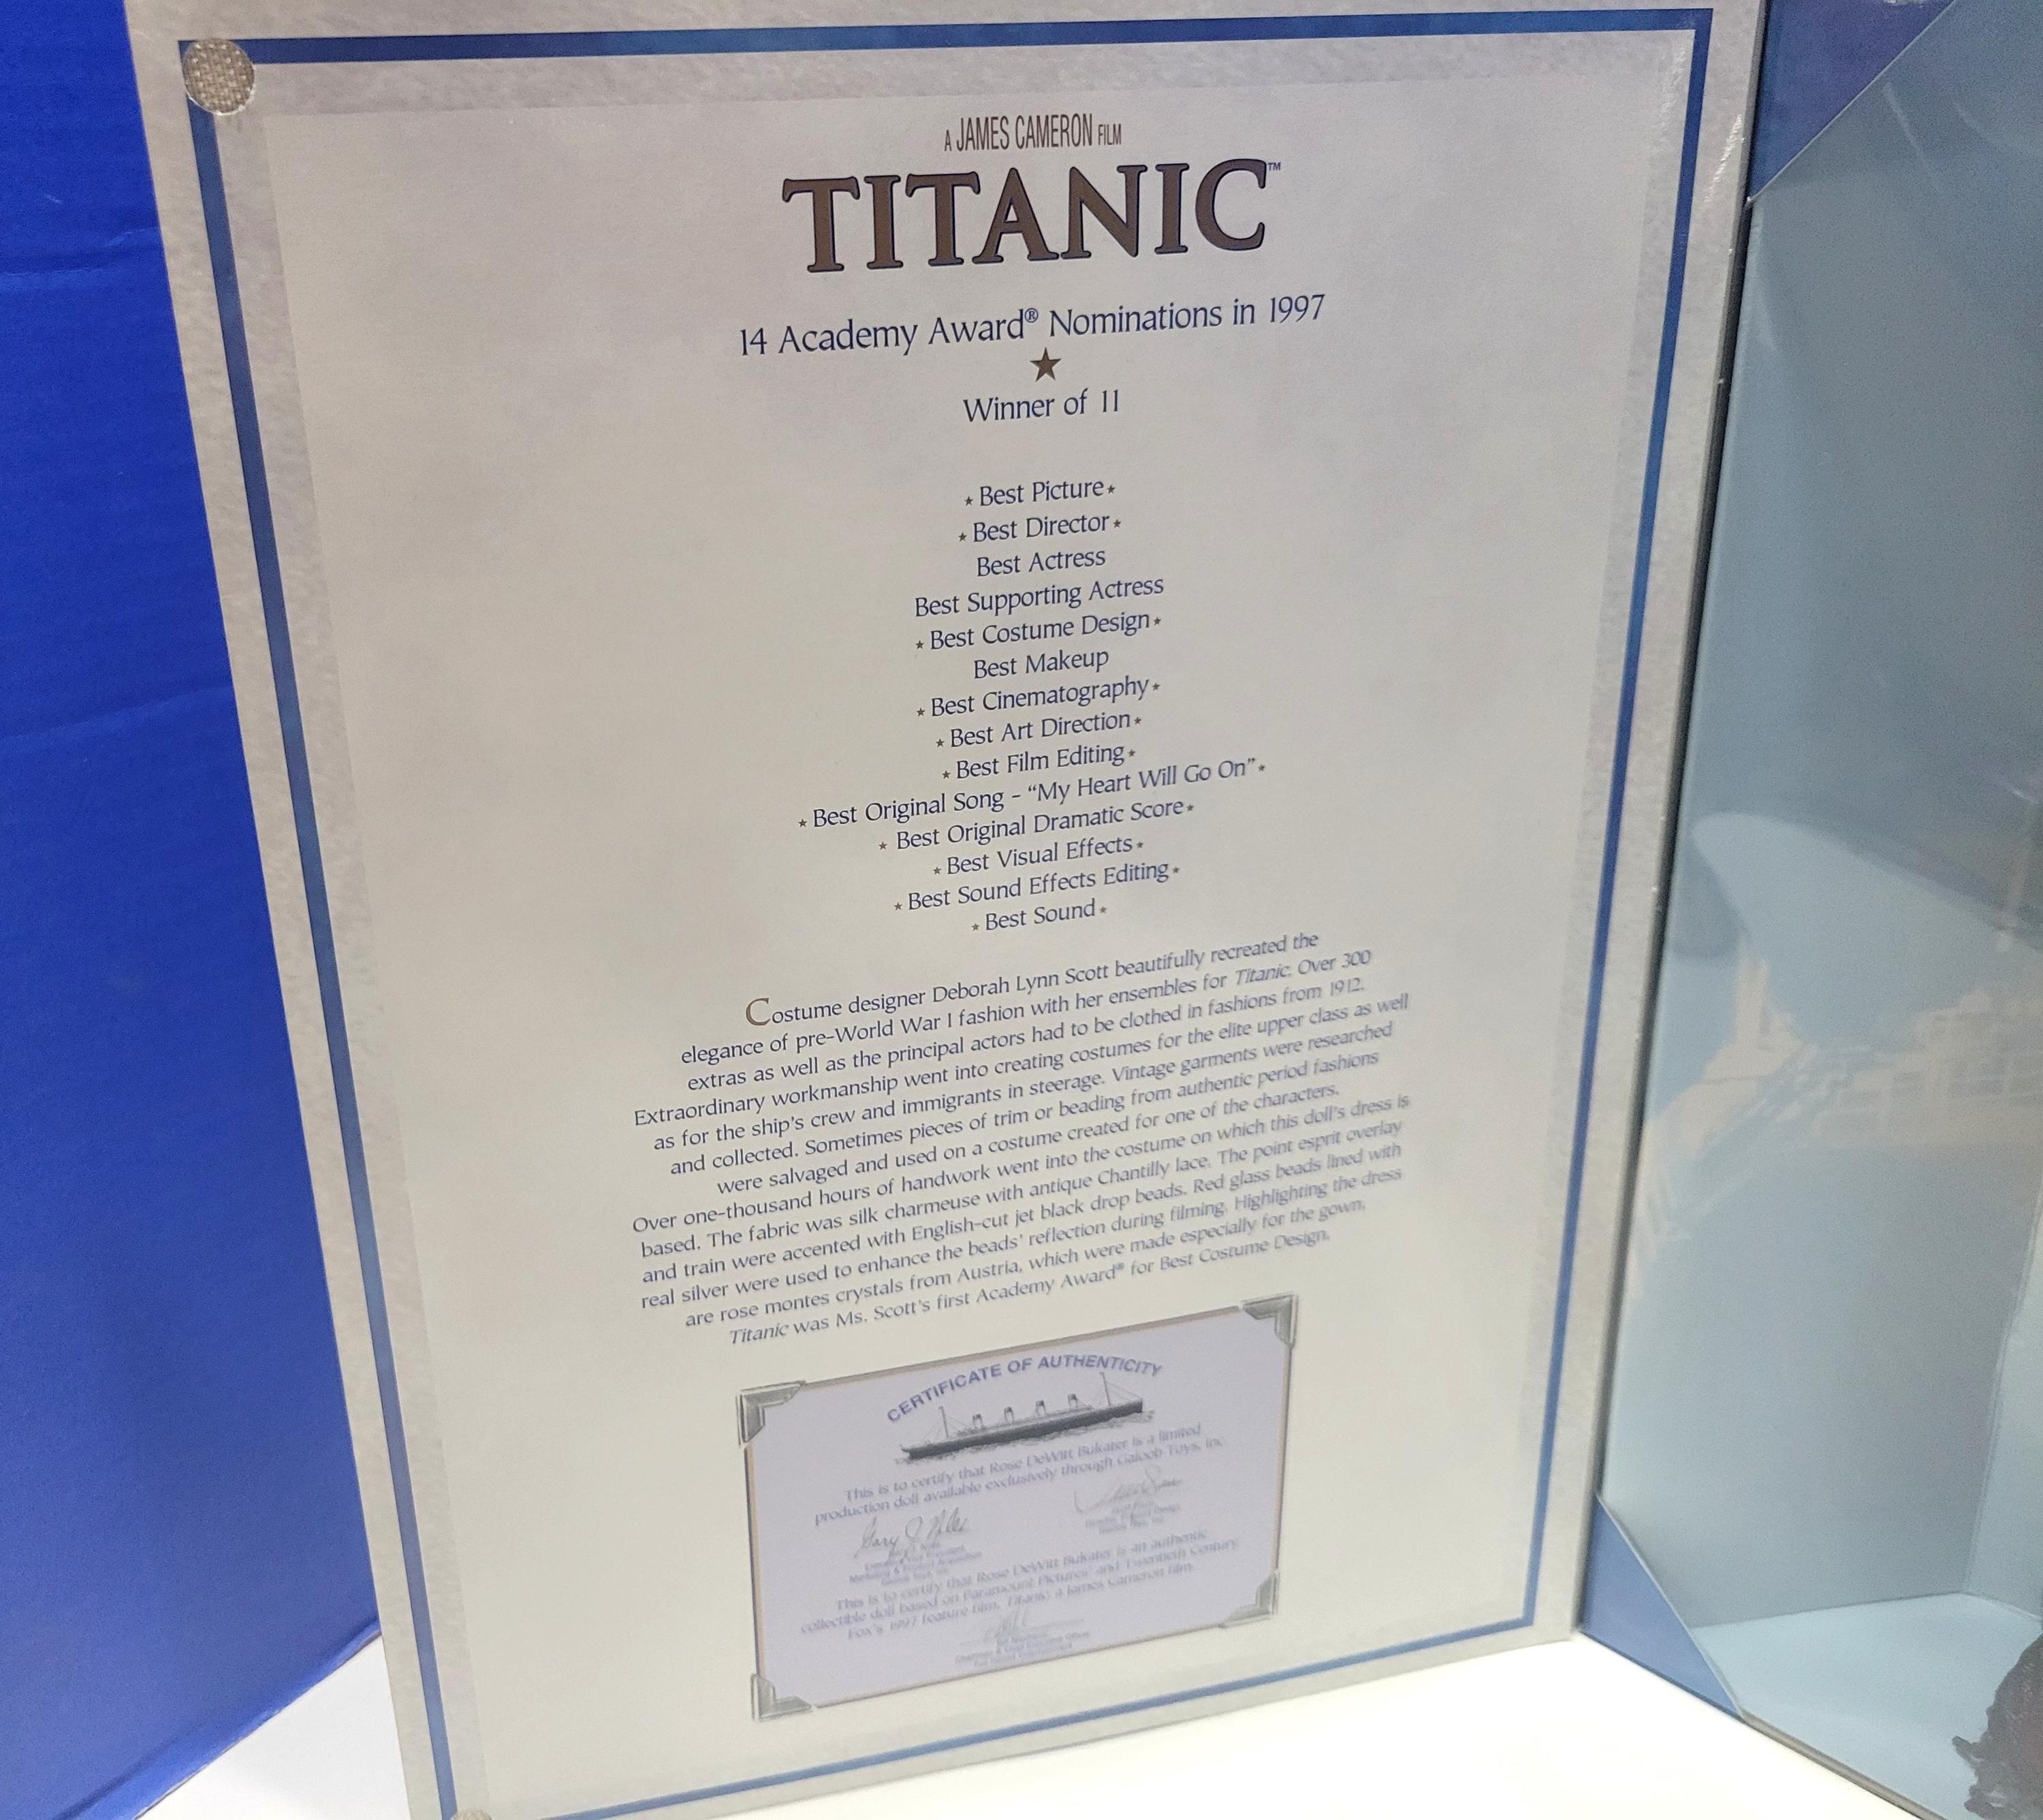 A JAMES CAMERON FILM
TITANIC™
14 Academy Award® Nominations in 1997
★
Winner of 11
★ Best Picture ★
★ Best Director ★
Best Actress
Best Supporting Actress
★ Best Costume Design ★
Best Makeup
★ Best Cinematography ★
★ Best Art Direction ★
★ Best Film Editing ★
★ Best Original Song - “My Heart Will Go On” ★
★ Best Original Dramatic Score ★
★ Best Visual Effects ★
★ Best Sound Effects Editing ★
★ Best Sound ★
Costume designer Deborah Lynn Scott beautifully recreated the
elegance of pre-World War I fashion with her ensembles for Titanic. Over 300
extras as well as the principal actors had to be clothed in fashions from 1912.
Extraordinary workmanship went into creating costumes for the elite upper class as well
as for the ship's crew and immigrants in steerage. Vintage garments were researched
and collected. Sometimes pieces of trim or beading from authentic period fashions
were salvaged and used on a costume created for one of the characters.
Over one-thousand hours of handwork went into the costume on which this doll's dress is
based. The fabric was silk charmeuse with antique Chantilly lace. The point esprit overlay
and train were accented with English-cut jet black drop beads. Red glass beads lined with
real silver were used to enhance the beads' reflection during filming. Highlighting the dress
are rose montes crystals from Austria, which were made especially for the gown.
Titanic was Ms. Scott's first Academy Award® for Best Costume Design.
CERTIFICATE OF AUTHENTICITY
This is to certify that Rose DeWitt Bukater is a limited
production doll available exclusively through Galoob Toys, Inc.
Gary J. Niles
This is to certify that Rose DeWitt Bukater is an authentic
collectible doll based on Paramount Pictures' and Twentieth Century
Fox's 1997 feature film, Titanic, a James Cameron film.